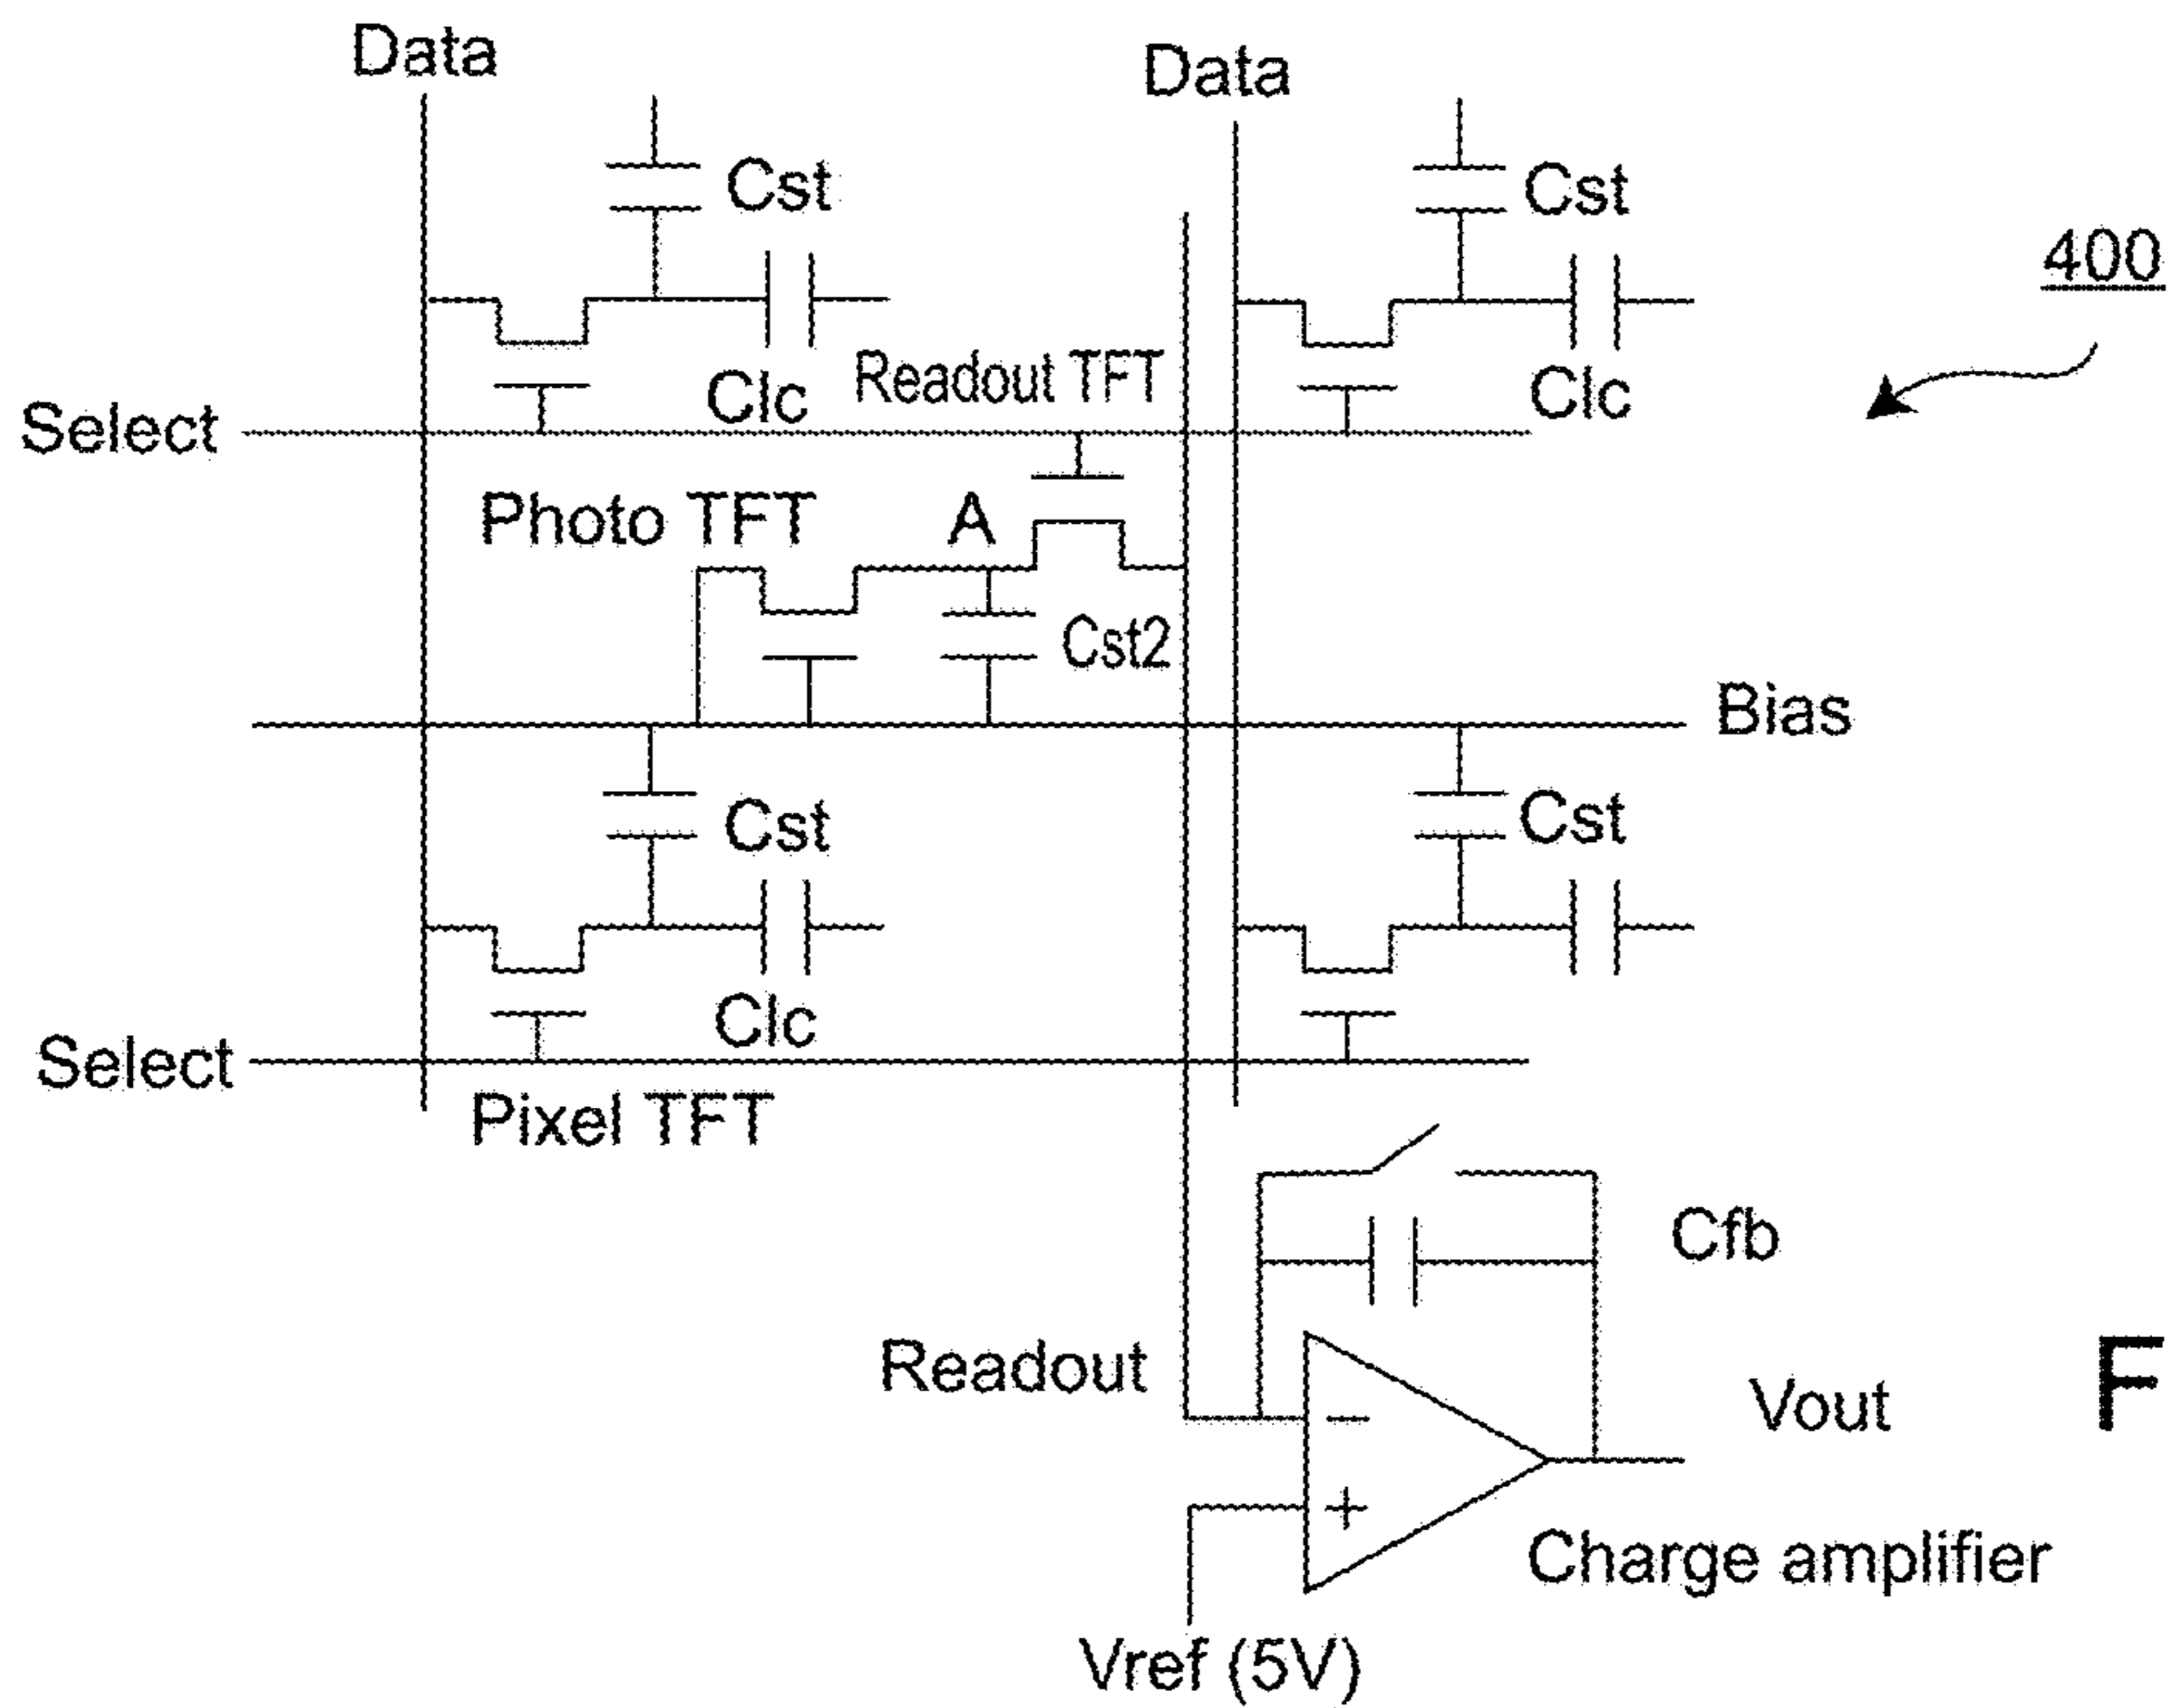 Data
Data
Cst
Cst
400
Clc
Readout TFT
Clc
Select
Photo TFT
A
Cst2
Bias
Cst
Cst
Clc
Select
Pixel TFT
Cfb
Readout
−
Vout
F
+
Charge amplifier
Vref (5V)